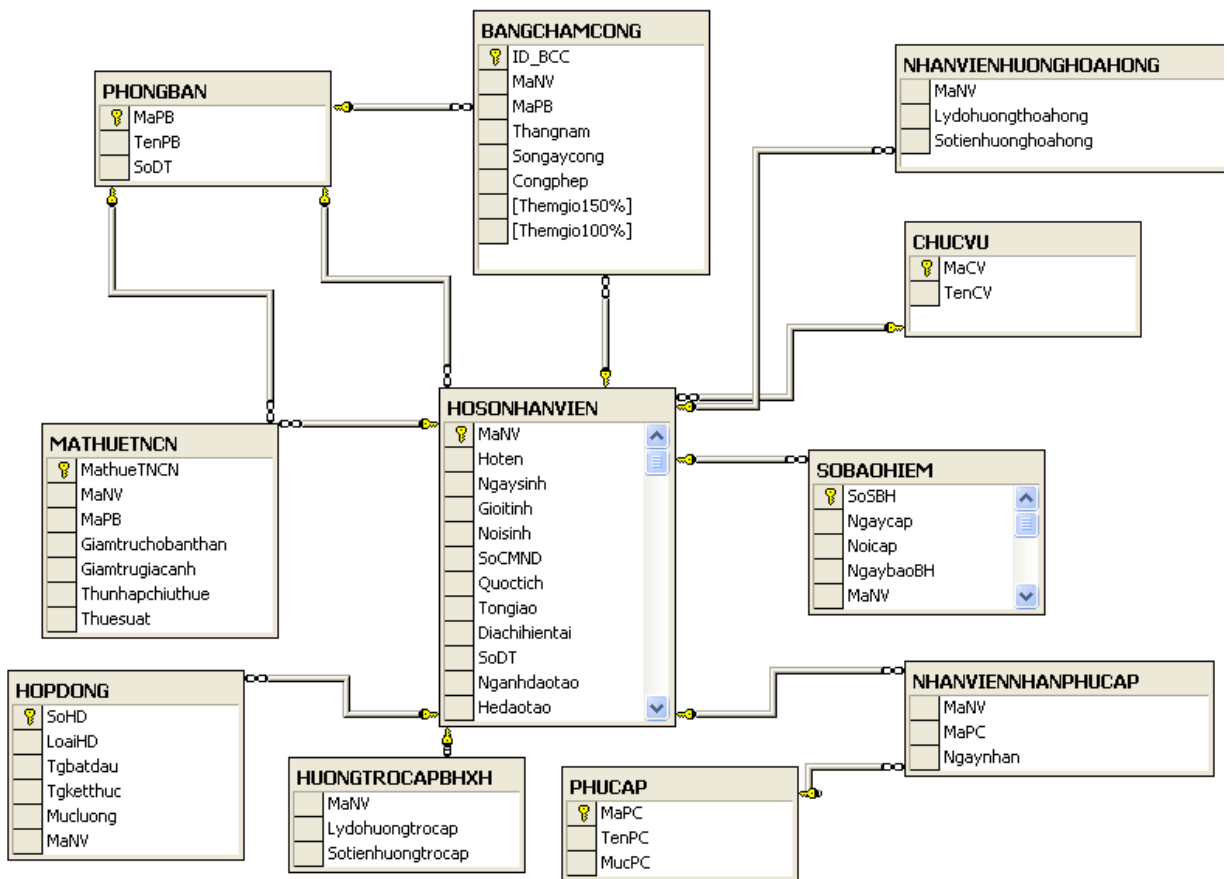 BANGCHAMCONG
ID_BCC
MaNV
MaPB
Thangnam
Songaycong
Congphep
[Themgio150%]
[Themgio100%]
PHONGBAN
MaPB
TenPB
SoDT
NHANVIENHUONGHOAHONG
MaNV
Lydohuongthoahong
Sotienhuonghoahong
CHUCVU
MaCV
TenCV
HOSONHANVIEN
MaNV
Hoten
Ngaysinh
Gioitinh
Noisinh
SoCMND
Quoctich
Tongiao
Diachihientai
SoDT
Nganhdaotao
Hedaotao
MATHUETNCN
MathueTNCN
MaNV
MaPB
Giamtruchobanthan
Giamtrugiacanh
Thunhapchiuthue
Thuesuat
SOBAOHIEM
SoSBH
Ngaycap
Noicap
NgaybaoBH
MaNV
HOPDONG
SoHD
LoaiHD
Tgbatdau
Tgketthuc
Mucluong
MaNV
HUONGTROCAPBHXH
MaNV
Lydohuongtrocap
Sotienhuongtrocap
PHUCAP
MaPC
TenPC
MucPC
NHANVIENNHANPHUCAP
MaNV
MaPC
Ngaynhan